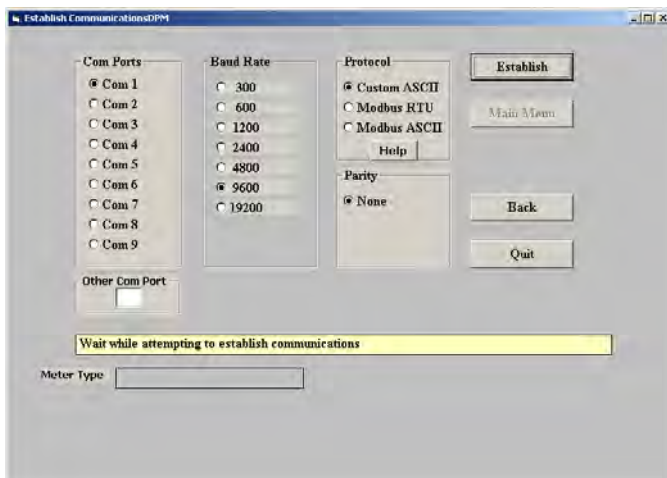 Establish CommunicationsDPM
Com Ports
Com 1
Com 2
Com 3
Com 4
Com 5
Com 6
Com 7
Com 8
Com 9
Other Com Port
Baud Rate
300
600
1200
2400
4800
9600
19200
Protocol
Custom ASCII
Modbus RTU
Modbus ASCII
Help
Parity
None
Establish
Main Menu
Back
Quit
Wait while attempting to establish communications
Meter Type